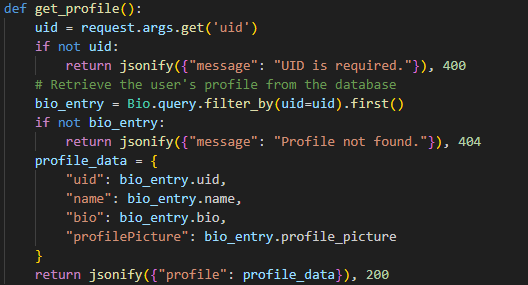 def get_profile():
    uid = request.args.get('uid')
    if not uid:
        return jsonify({"message": "UID is required."}), 400
    # Retrieve the user's profile from the database
    bio_entry = Bio.query.filter_by(uid=uid).first()
    if not bio_entry:
        return jsonify({"message": "Profile not found."}), 404
    profile_data = {
        "uid": bio_entry.uid,
        "name": bio_entry.name,
        "bio": bio_entry.bio,
        "profilePicture": bio_entry.profile_picture
    }
    return jsonify({"profile": profile_data}), 200